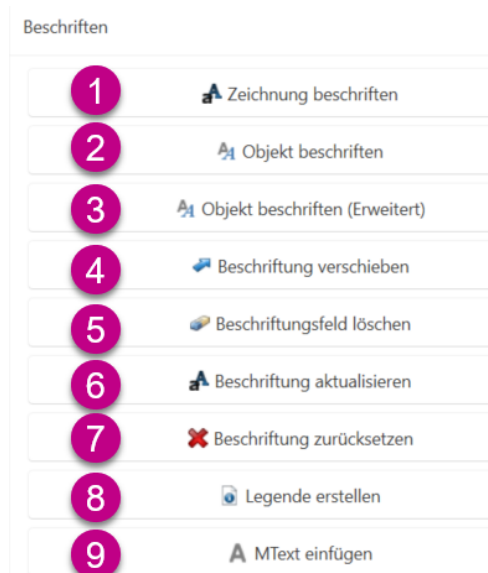 Beschriften
1 Zeichnung beschriften
2 Objekt beschriften
3 Objekt beschriften (Erweitert)
4 Beschriftung verschieben
5 Beschriftungsfeld löschen
6 Beschriftung aktualisieren
7 Beschriftung zurücksetzen
8 Legende erstellen
9 MText einfügen